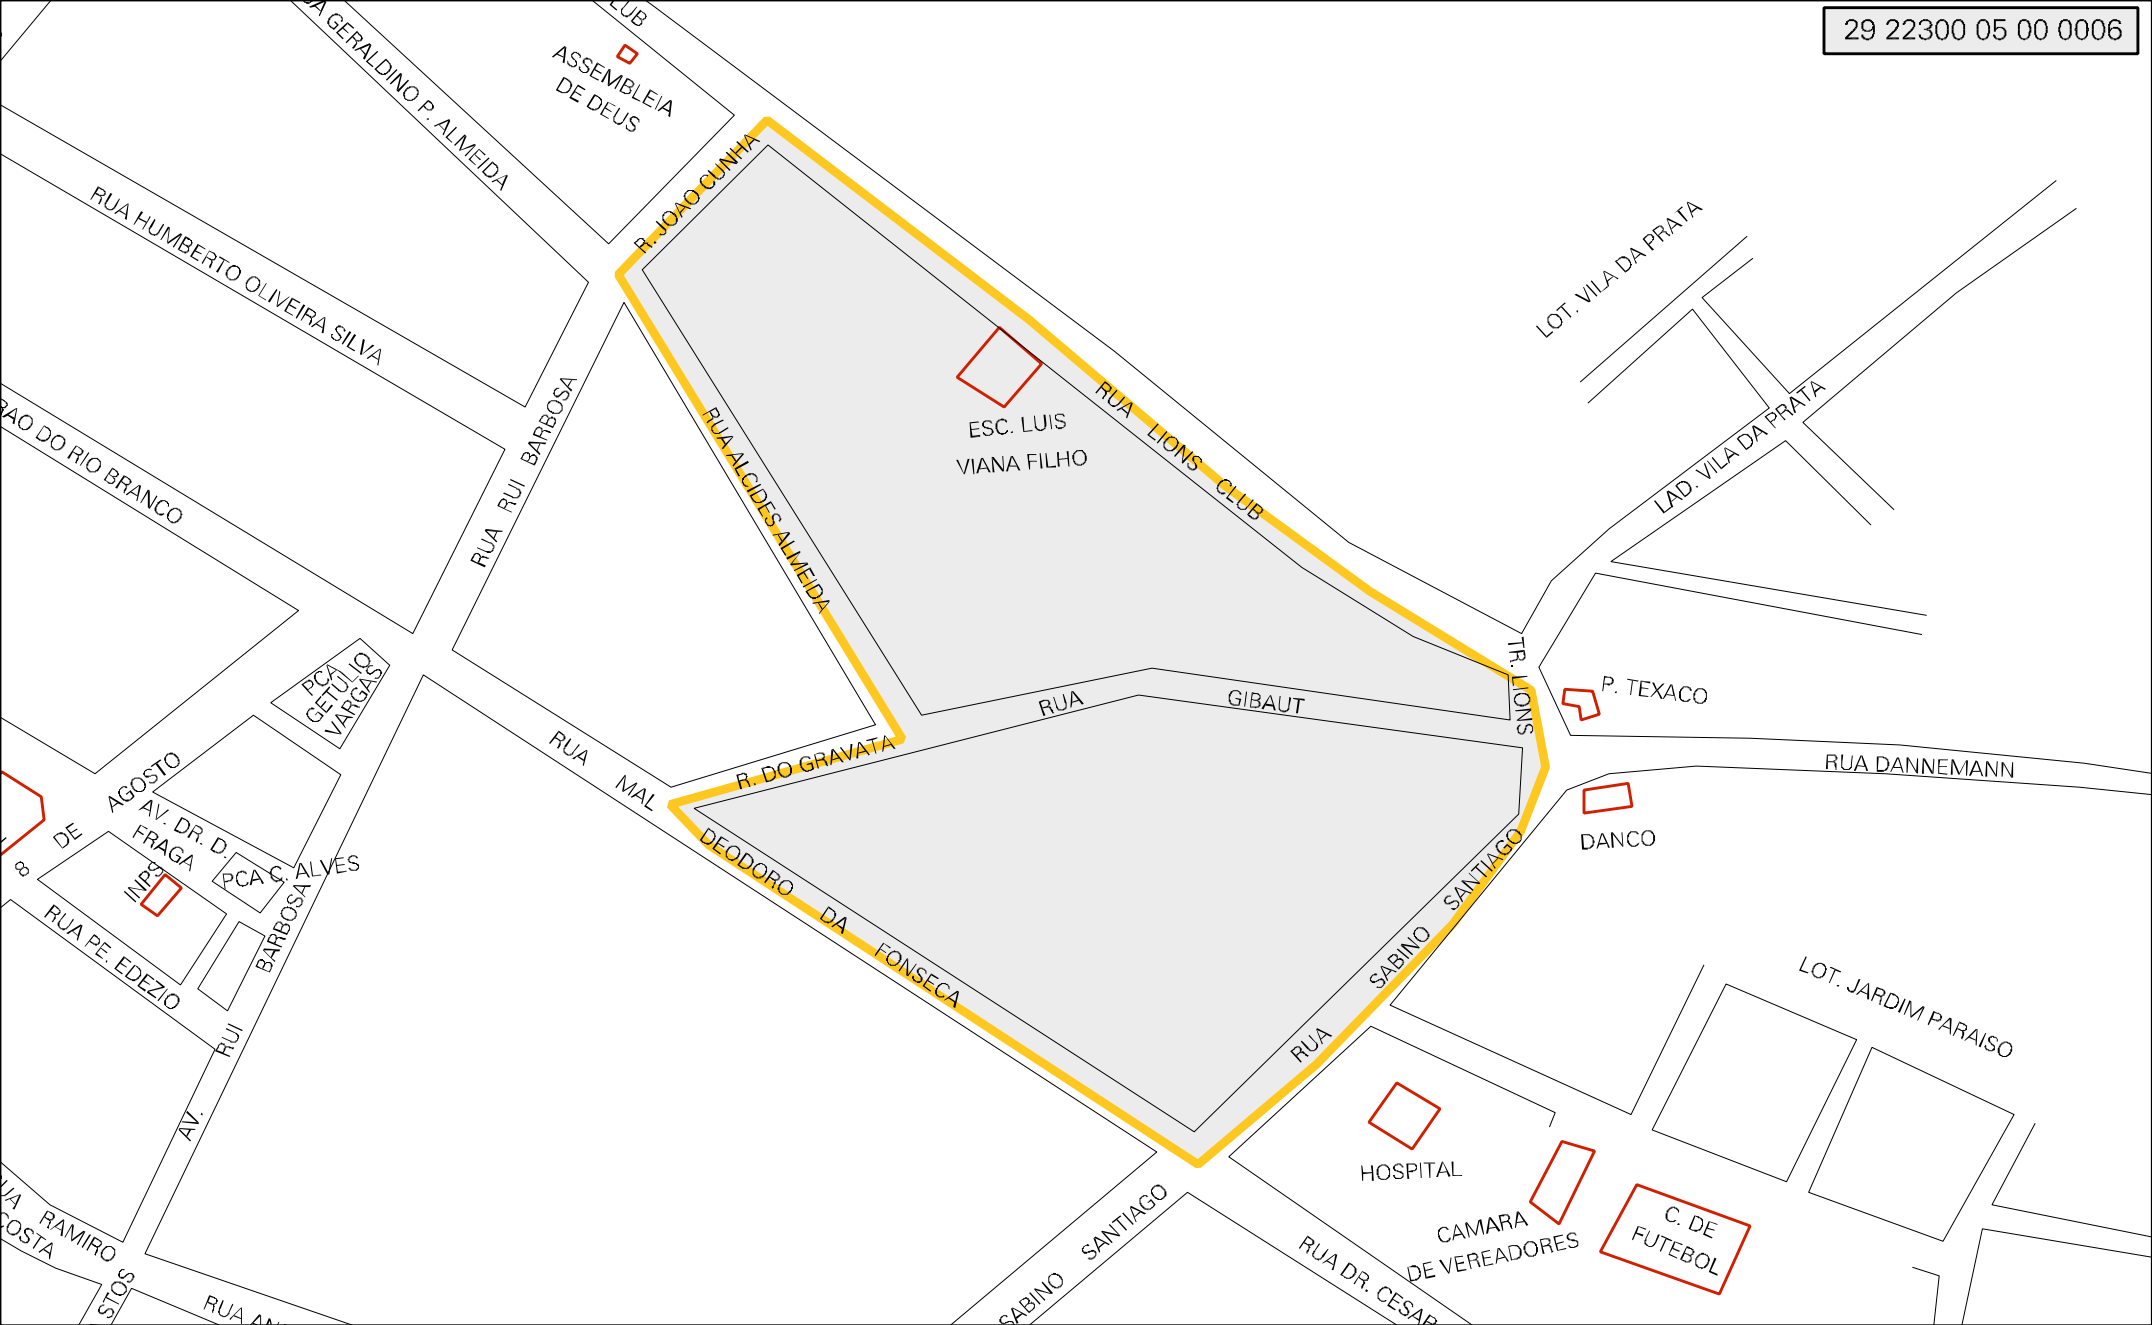 29 22300 05 00 0006
GERALDINO P. ALMEIDA
ASSEMBLEIA
DE DEUS
R. JOAO CUNHA
RUA HUMBERTO OLIVEIRA SILVA
LOT. VILA DA PRATA
LAD. VILA DA PRATA
RUA LIONS CLUB
ESC. LUIS
VIANA FILHO
RUA ALCIDES ALMEIDA
RUA RUI BARBOSA
DO RIO BRANCO
PCA
GETULIO
VARGAS
TR. LIONS
P. TEXACO
RUA GIBAUT
R. DO GRAVATA
RUA MAL DEODORO DA FONSECA
RUA DANNEMANN
DANCO
DE AGOSTO
AV. DR. D.
FRAGA
PCA C. ALVES
INPS
8
RUA PE. EDEZIO
AV. RUI BARBOSA
RUA SABINO SANTIAGO
LOT. JARDIM PARAISO
HOSPITAL
CAMARA
DE VEREADORES
C. DE
FUTEBOL
RAMIRO
COSTA
SABINO SANTIAGO
RUA DR. CESAR
RUA